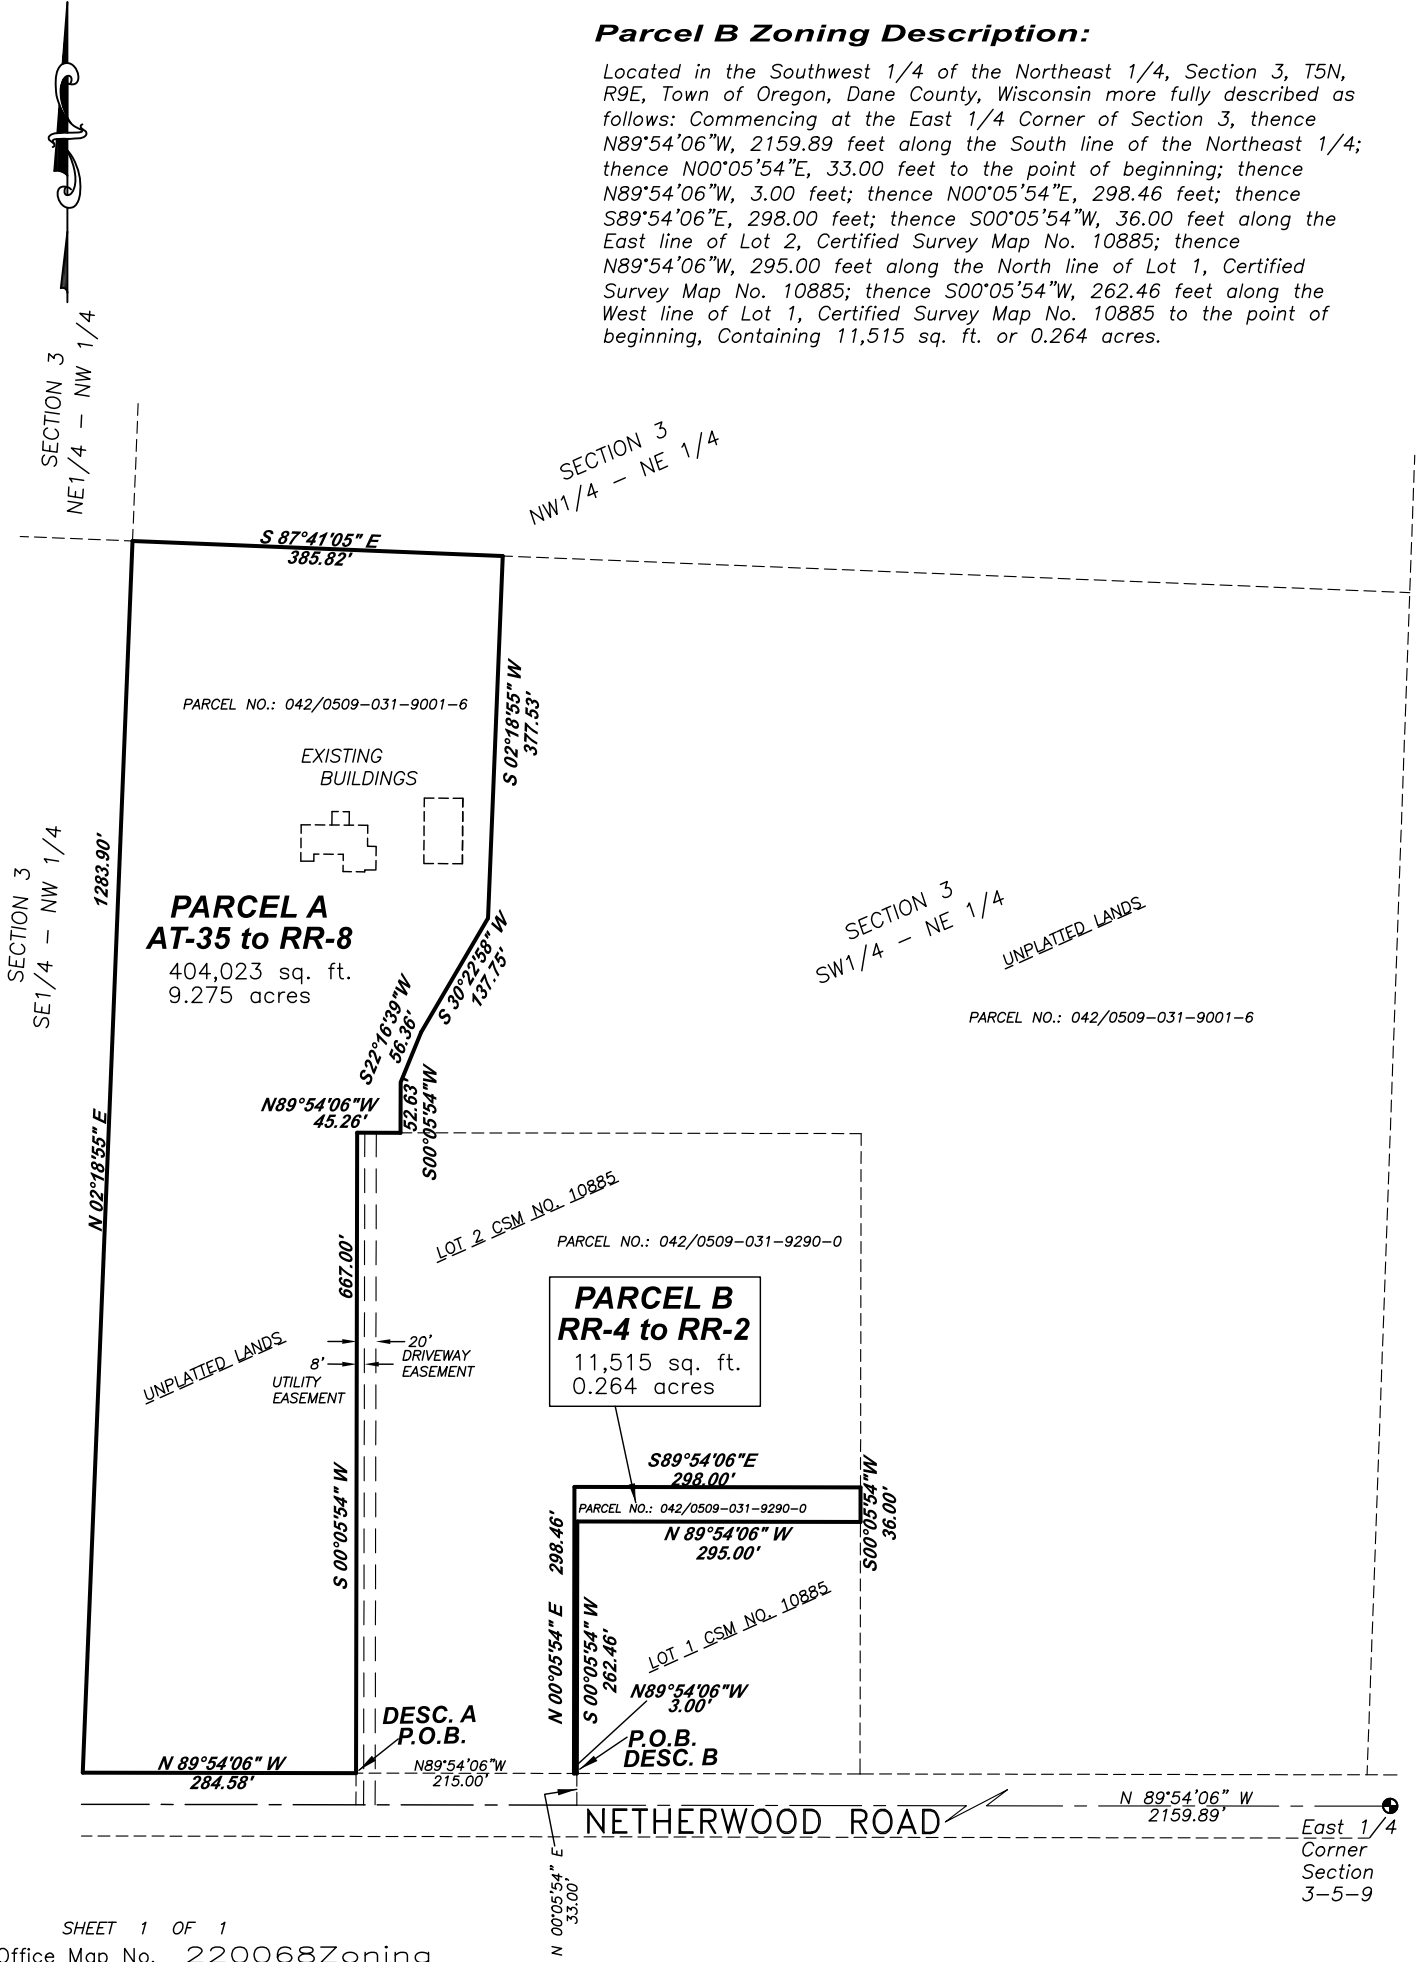 Parcel B Zoning Description:
Located in the Southwest 1/4 of the Northeast 1/4, Section 3, T5N,
R9E, Town of Oregon, Dane County, Wisconsin more fully described as
follows: Commencing at the East 1/4 Corner of Section 3, thence
N89°54'06"W, 2159.89 feet along the South line of the Northeast 1/4;
thence N00°05'54"E, 33.00 feet to the point of beginning; thence
N89°54'06"W, 3.00 feet; thence N00°05'54"E, 298.46 feet; thence
S89°54'06"E, 298.00 feet; thence S00°05'54"W, 36.00 feet along the
East line of Lot 2, Certified Survey Map No. 10885; thence
N89°54'06"W, 295.00 feet along the North line of Lot 1, Certified
Survey Map No. 10885; thence S00°05'54"W, 262.46 feet along the
West line of Lot 1, Certified Survey Map No. 10885 to the point of
beginning, Containing 11,515 sq. ft. or 0.264 acres.
SECTION 3
NE1/4 - NW 1/4
SECTION 3
NW1/4 - NE 1/4
S 87°41'05" E
385.82'
S 02°18'55" W
377.53'
PARCEL NO.: 042/0509-031-9001-6
EXISTING
BUILDINGS
1283.90'
N 02°18'55" E
SECTION 3
SE1/4 - NW 1/4
PARCEL A
AT-35 to RR-8
404,023 sq. ft.
9.275 acres
S 30°22'58" W
137.75'
S22°16'39"W
56.36'
52.63'
S00°05'54"W
N89°54'06"W
45.26'
SECTION 3
SW1/4 - NE 1/4
UNPLATTED LANDS
PARCEL NO.: 042/0509-031-9001-6
LOT 2 CSM NO. 10885
PARCEL NO.: 042/0509-031-9290-0
667.00'
S 00°05'54" W
PARCEL B
RR-4 to RR-2
11,515 sq. ft.
0.264 acres
UNPLATTED LANDS
20'
DRIVEWAY
EASEMENT
8'
UTILITY
EASEMENT
S89°54'06"E
298.00'
PARCEL NO.: 042/0509-031-9290-0
S00°05'54"W
36.00'
N 89°54'06" W
295.00'
N 00°05'54" E 298.46'
S 00°05'54" W
262.46'
LOT 1 CSM NO. 10885
N89°54'06"W
3.00'
DESC. A
P.O.B.
P.O.B.
DESC. B
N 89°54'06" W
284.58'
N89°54'06"W
215.00'
N 00°05'54" E
33.00'
NETHERWOOD ROAD
N 89°54'06" W
2159.89'
East 1/4
Corner
Section
3-5-9
SHEET 1 OF 1
Office Map No. 220068Zoning